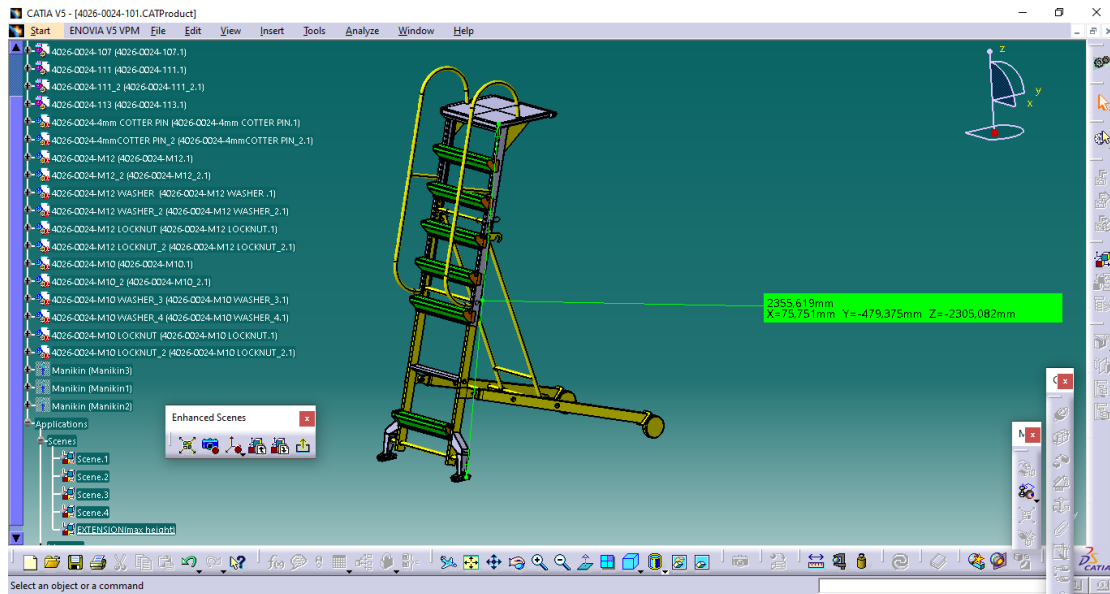 CATIA V5 - [4026-0024-101.CATProduct]
Start ENOVIA V5 VPM File Edit View Insert Tools Analyze Window Help
4026-0024-107 (4026-0024-107.1)
4026-0024-111 (4026-0024-111.1)
4026-0024-111_2 (4026-0024-111_2.1)
4026-0024-113 (4026-0024-113.1)
4026-0024-4mm COTTER PIN (4026-0024-4mm COTTER PIN.1)
4026-0024-4mmCOTTER PIN_2 (4026-0024-4mmCOTTER PIN_2.1)
4026-0024-M12 (4026-0024-M12.1)
4026-0024-M12_2 (4026-0024-M12_2.1)
4026-0024-M12 WASHER (4026-0024-M12 WASHER .1)
4026-0024-M12 WASHER_2 (4026-0024-M12 WASHER_2.1)
4026-0024-M12 LOCKNUT (4026-0024-M12 LOCKNUT.1)
4026-0024-M12 LOCKNUT_2 (4026-0024-M12 LOCKNUT_2.1)
4026-0024-M10 (4026-0024-M10.1)
4026-0024-M10_2 (4026-0024-M10_2.1)
4026-0024-M10 WASHER_3 (4026-0024-M10 WASHER_3.1)
4026-0024-M10 WASHER_4 (4026-0024-M10 WASHER_4.1)
4026-0024-M10 LOCKNUT (4026-0024-M10 LOCKNUT.1)
4026-0024-M10 LOCKNUT_2 (4026-0024-M10 LOCKNUT_2.1)
Manikin (Manikin3)
Manikin (Manikin1)
Manikin (Manikin2)
Applications
Scenes
Scene.1
Scene.2
Scene.3
Scene.4
EXTENSION(max height)
Enhanced Scenes
z
y
x
2355,619mm
X=75,751mm Y=-479,375mm Z=-2305,082mm
M
CATIA
Select an object or a command